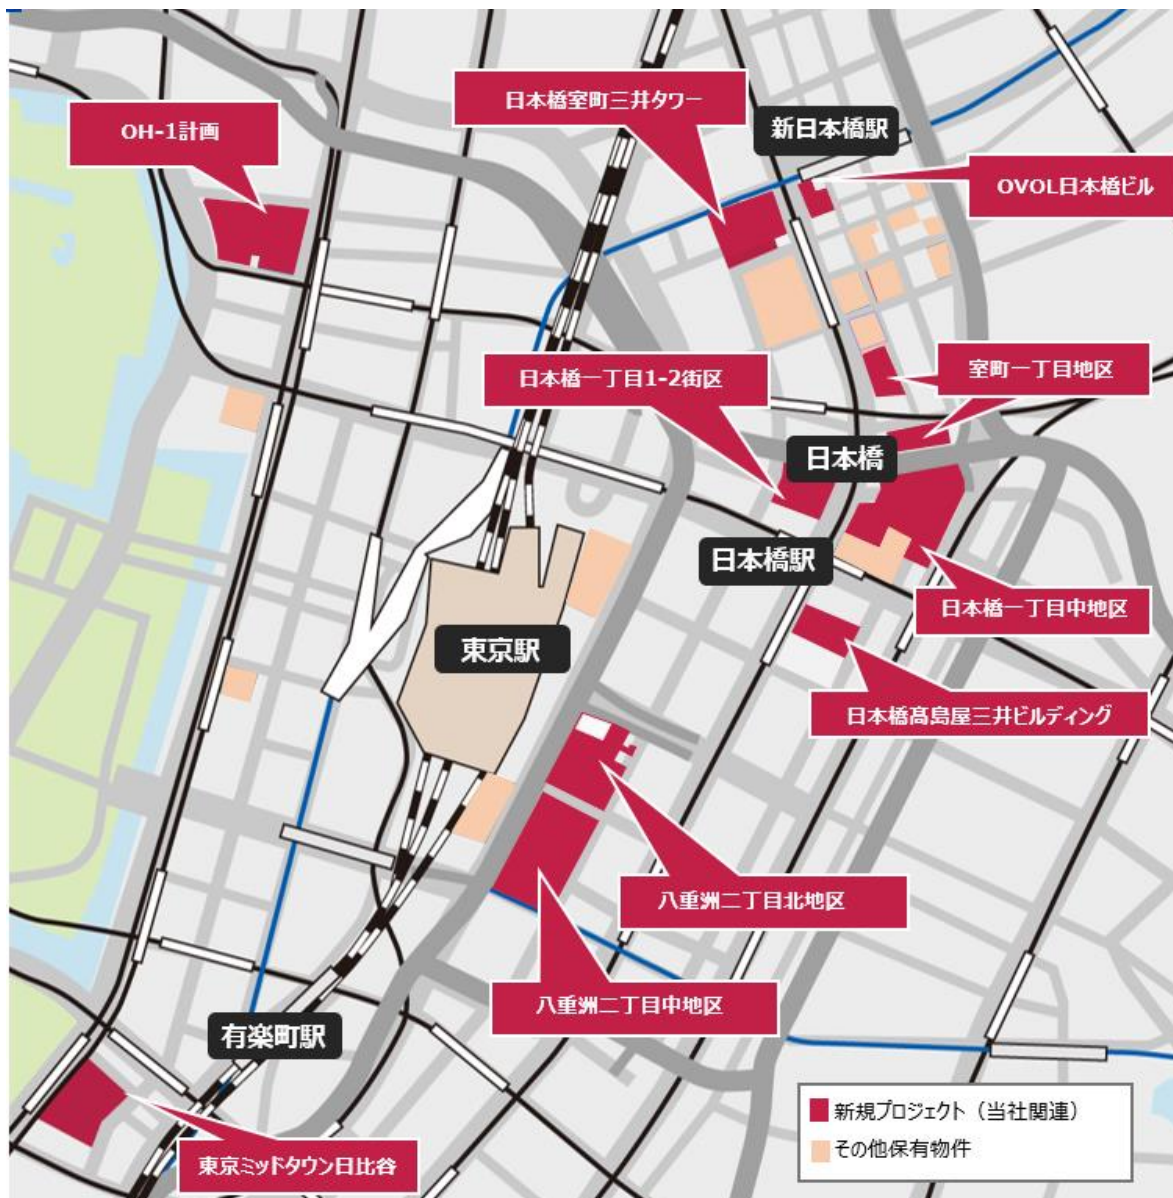 日本橋室町三井タワー
OH-1計画
新日本橋駅
OVOL日本橋ビル
日本橋一丁目1-2街区
室町一丁目地区
日本橋
日本橋駅
日本橋一丁目中地区
東京駅
日本橋髙島屋三井ビルディング
八重洲二丁目北地区
八重洲二丁目中地区
有楽町駅
東京ミッドタウン日比谷
新規プロジェクト（当社関連）
その他保有物件